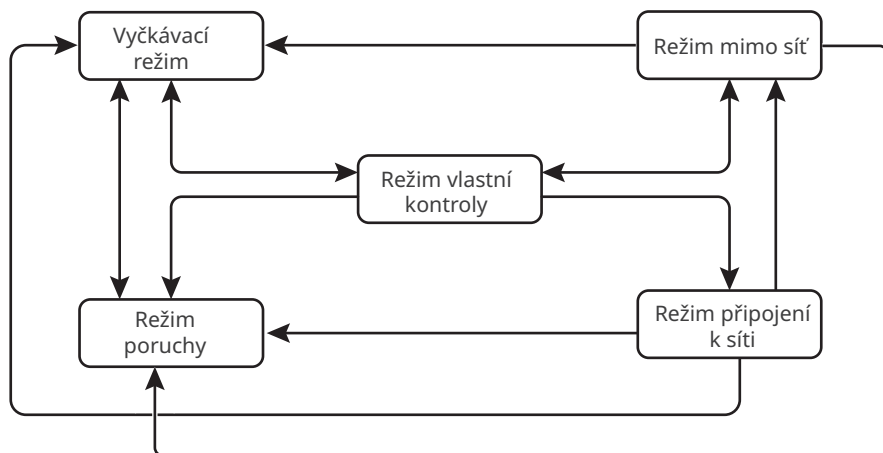 Vyčkávací
režim
Režim mimo síť
Režim vlastní
kontroly
Režim
poruchy
Režim připojení
k síti